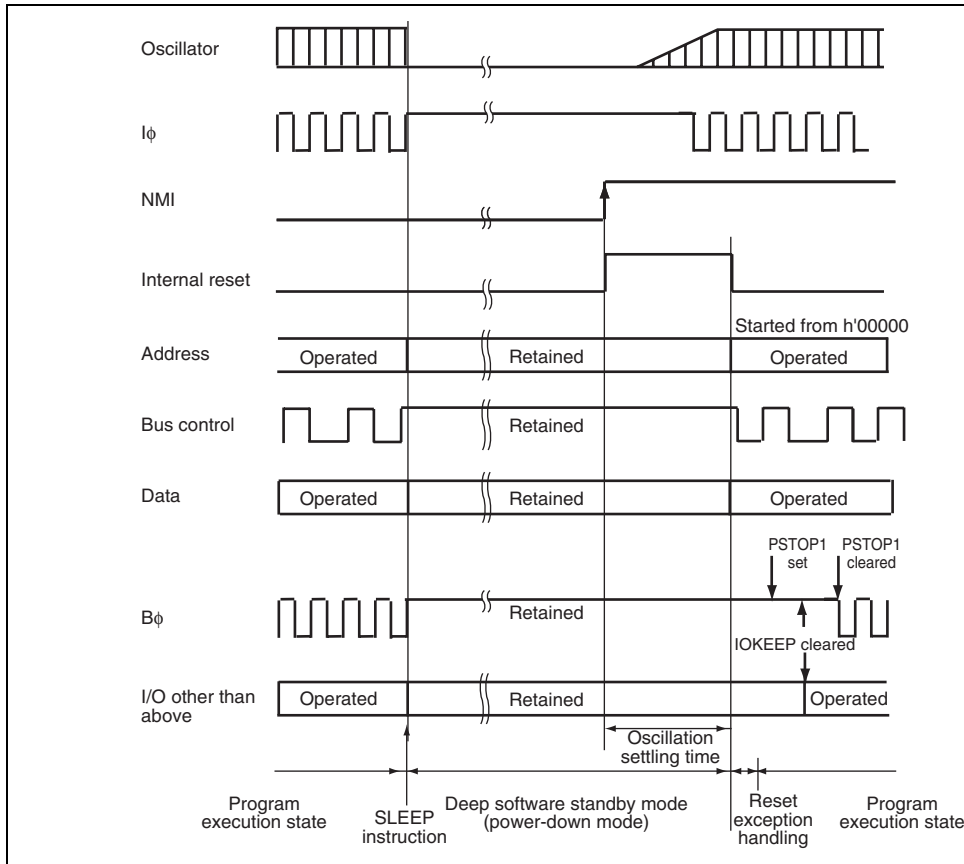 Oscillator
Iϕ
NMI
Internal reset
Started from h'00000
Address
Operated
Retained
Operated
Bus control
Retained
Data
Operated
Retained
Operated
PSTOP1
set
PSTOP1
cleared
Bϕ
Retained
IOKEEP cleared
I/O other than
above
Operated
Retained
Operated
Oscillation
settling time
Program
execution state
SLEEP
instruction
Deep software standby mode
(power-down mode)
Reset
exception
handling
Program
execution state